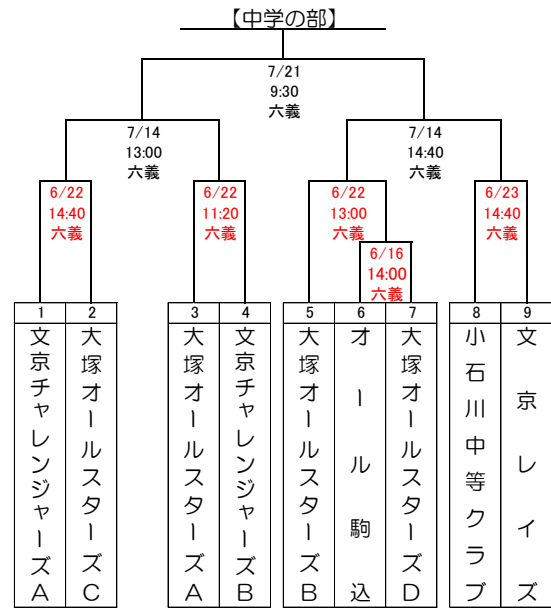 【中学の部】
7/21
9:30
六義
7/14
13:00
六義
7/14
14:40
六義
6/22
14:40
六義
6/22
11:20
六義
6/22
13:00
六義
6/23
14:40
六義
6/16
14:00
六義
1
文京チャレンジャーズA
2
大塚オールスターズC
3
大塚オールスターズA
4
文京チャレンジャーズB
5
大塚オールスターズB
6
オール駒込
7
大塚オールスターズD
8
小石川中等クラブ
9
文京レイズ